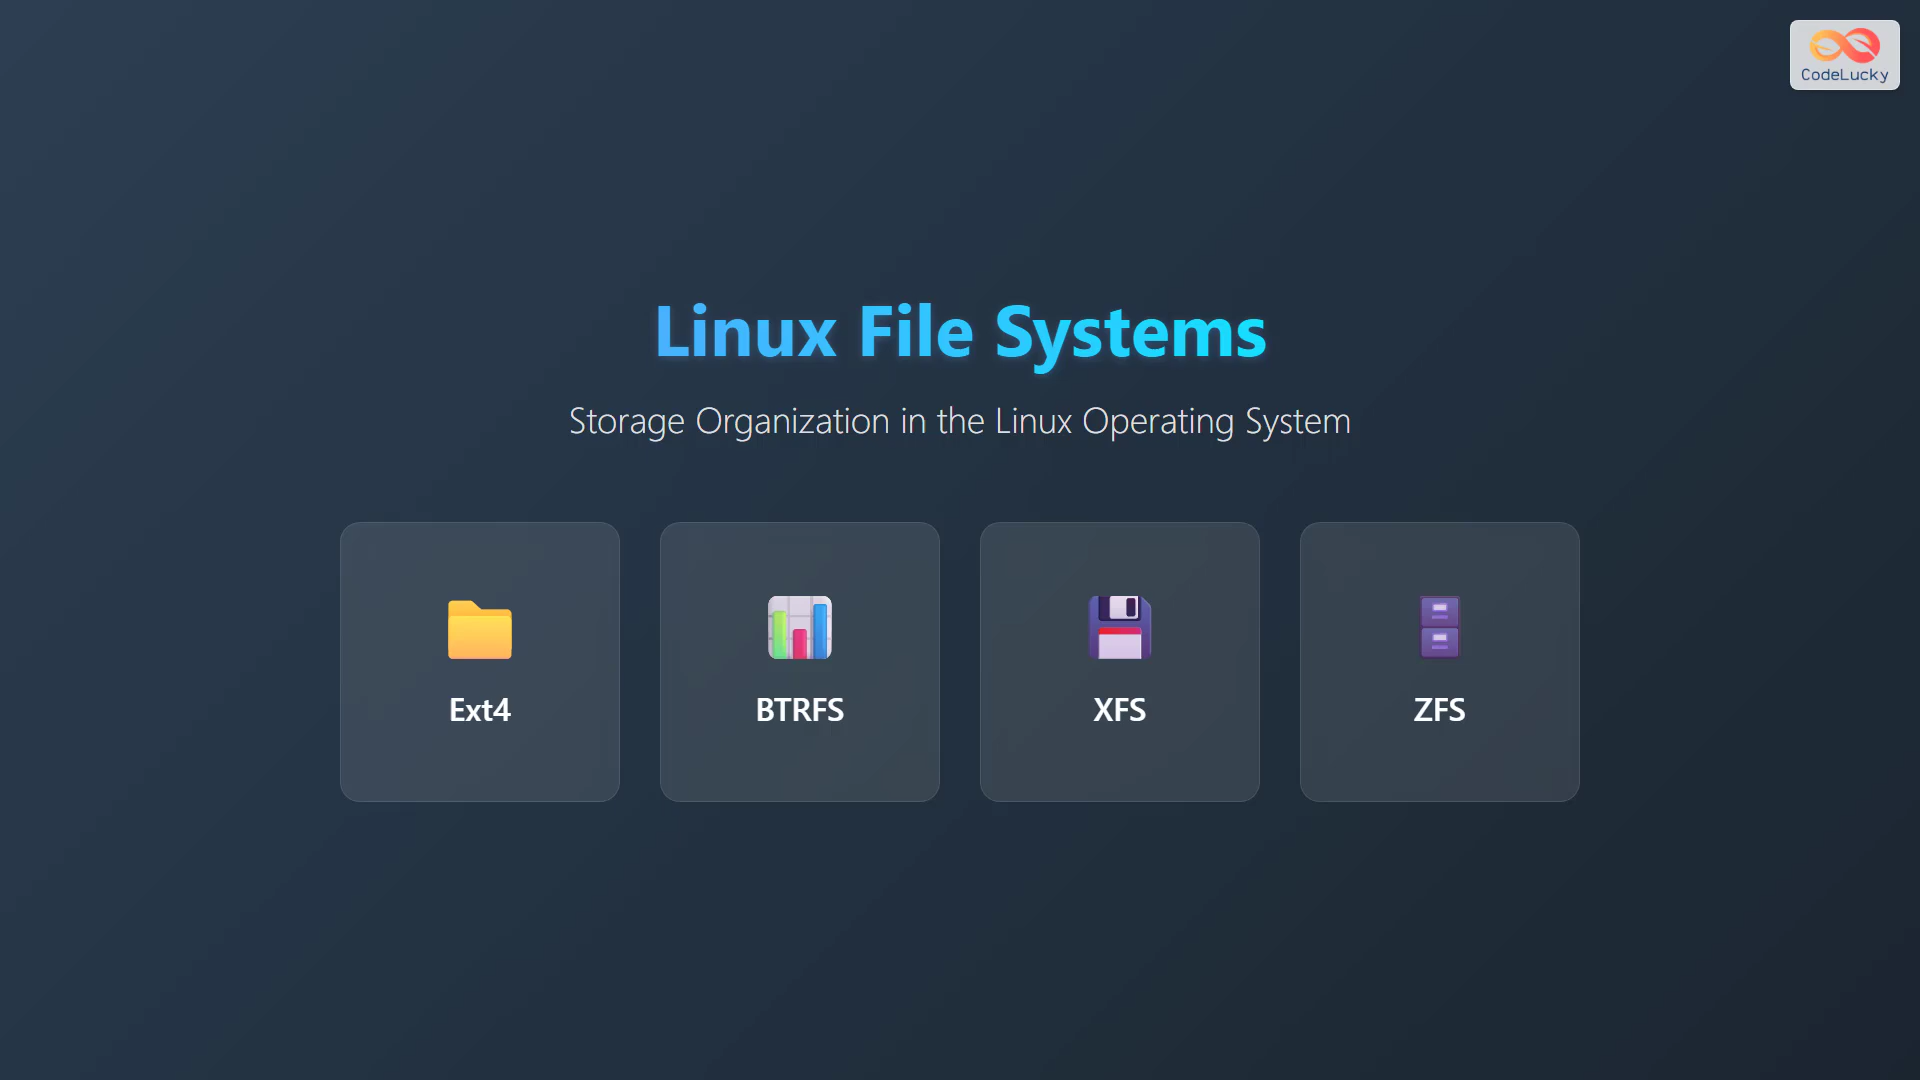 CodeLucky
Linux File Systems
Storage Organization in the Linux Operating System
Ext4
BTRFS
XFS
ZFS